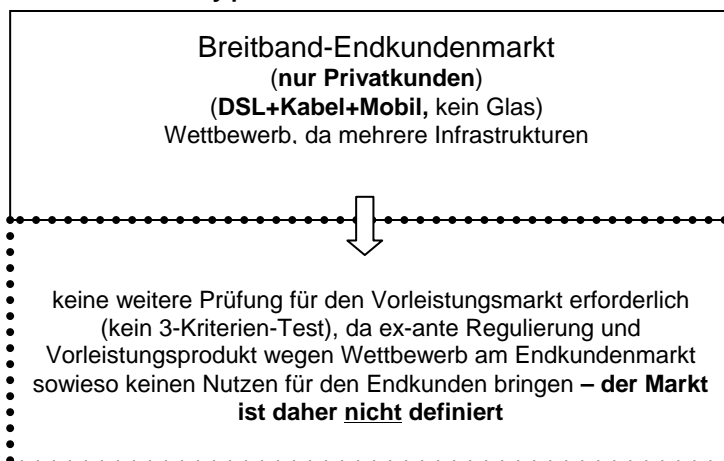 Breitband-Endkundenmarkt
(nur Privatkunden)
(DSL+Kabel+Mobil, kein Glas)
Wettbewerb, da mehrere Infrastrukturen
keine weitere Prüfung für den Vorleistungsmarkt erforderlich
(kein 3-Kriterien-Test), da ex-ante Regulierung und
Vorleistungsprodukt wegen Wettbewerb am Endkundenmarkt
sowieso keinen Nutzen für den Endkunden bringen – der Markt
ist daher nicht definiert